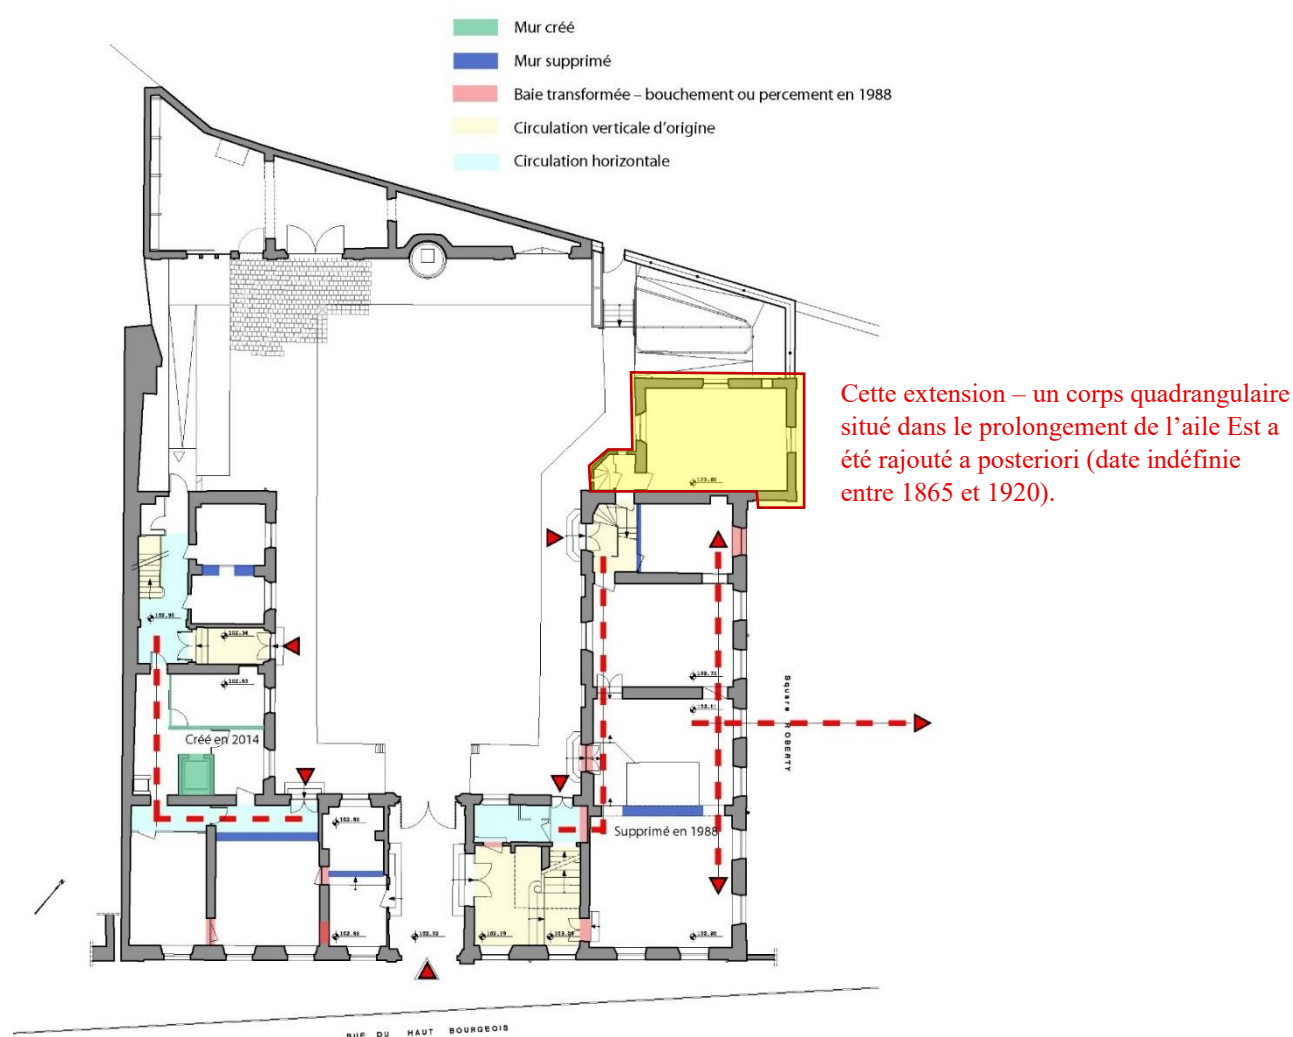 Mur créé
Mur supprimé
Baie transformée – bouchement ou percement en 1988
Circulation verticale d'origine
Circulation horizontale
Cette extension – un corps quadrangulaire
situé dans le prolongement de l'aile Est a
été rajouté a posteriori (date indéfinie
entre 1865 et 1920).
Créé en 2014
Supprimé en 1988
Square ROBERTY
RUE DU HAUT BOURGEOIS